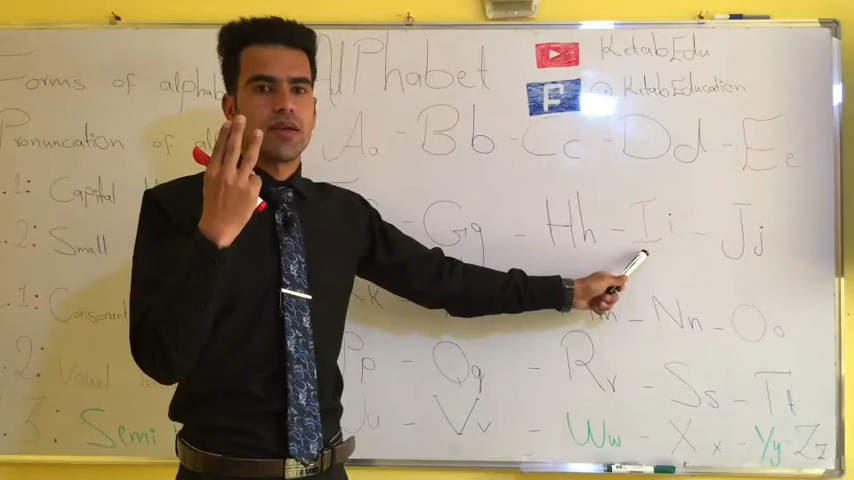 Forms of alphab
Pronunciation of al
.1: Capital
.2: Small
.1: Consonant
2: Vowel
3: Semi
Alphabet
KetabEdu
F @KetabEducation
Aa - Bb - Cc - Dd - Ee
Gg - Hh - Ii - Jj
k - Nn - Oo
Pp - Qq - Rr - Ss - Tt
Uu - Vv - Ww - Xx - Yy - Zz